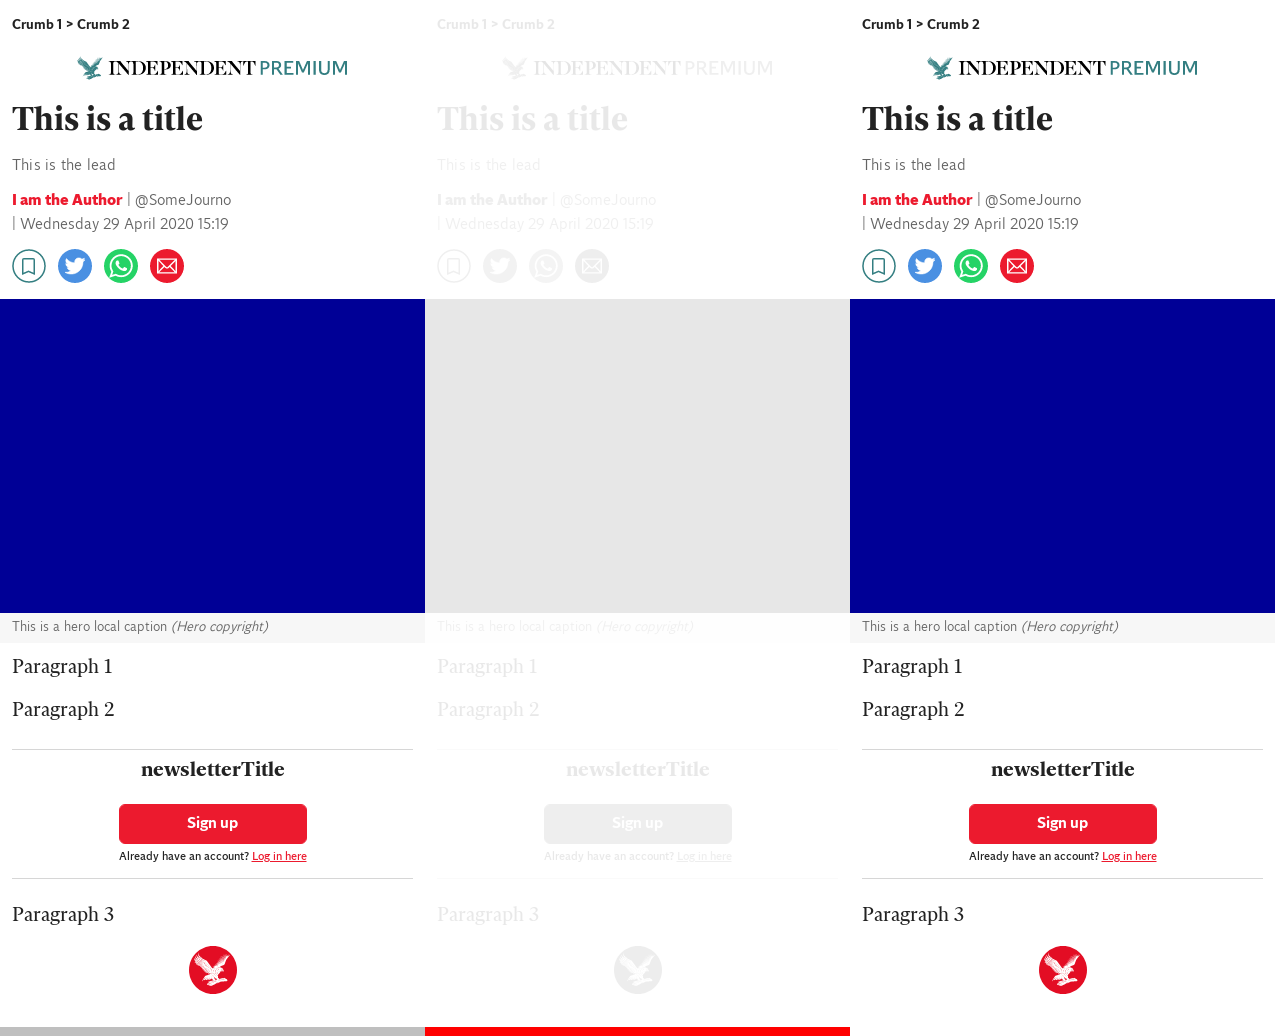 Crumb 1 > Crumb 2
INDEPENDENT PREMIUM
This is a title
This is the lead
I am the Author | @SomeJourno
| Wednesday 29 April 2020 15:19
This is a hero local caption (Hero copyright)
Paragraph 1
Paragraph 2
newsletterTitle
Sign up
Already have an account? Log in here
Paragraph 3
Crumb 1 > Crumb 2
INDEPENDENT PREMIUM
This is a title
This is the lead
I am the Author | @SomeJourno
| Wednesday 29 April 2020 15:19
This is a hero local caption (Hero copyright)
Paragraph 1
Paragraph 2
newsletterTitle
Sign up
Already have an account? Log in here
Paragraph 3
Crumb 1 > Crumb 2
INDEPENDENT PREMIUM
This is a title
This is the lead
I am the Author | @SomeJourno
| Wednesday 29 April 2020 15:19
This is a hero local caption (Hero copyright)
Paragraph 1
Paragraph 2
newsletterTitle
Sign up
Already have an account? Log in here
Paragraph 3